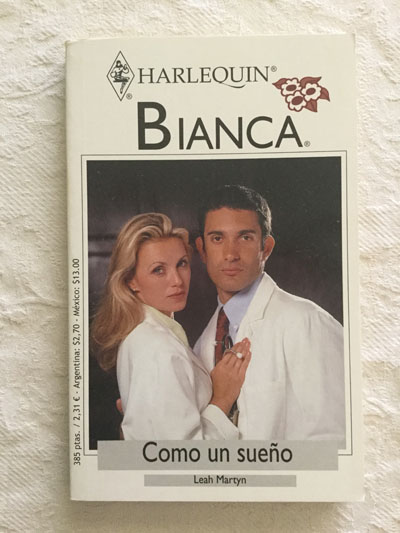 HARLEQUIN®
®
BIANCA®
385 ptas. / 2,31 € - Argentina: $2,70 - México: $13.00
Como un sueño
Leah Martyn